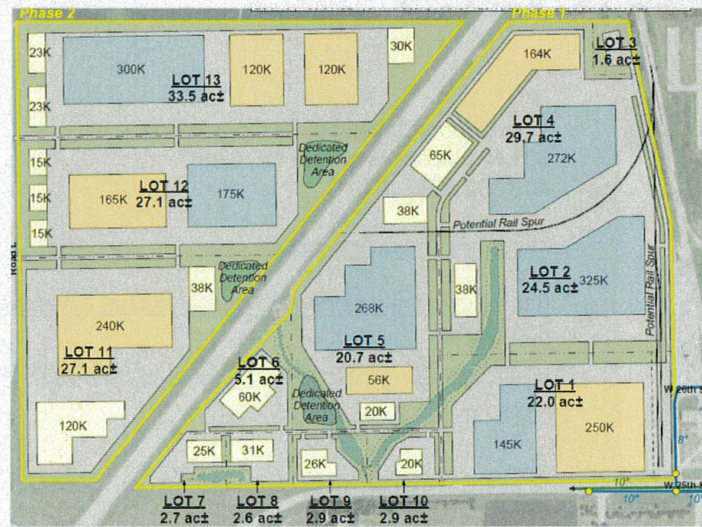 Phase 2
Phase 1
23K
300K
LOT 13
33.5 ac±
120K
120K
30K
164K
LOT 3
1.6 ac±
23K
LOT 4
29.7 ac±
272K
65K
Dedicated
Detention
Area
15K
165K
LOT 12
27.1 ac±
175K
15K
38K
Potential Rail Spur
15K
Road L
Dedicated
Detention
Area
38K
268K
38K
LOT 2
24.5 ac±
325K
Potential Rail Spur
240K
LOT 11
27.1 ac±
LOT 5
20.7 ac±
LOT 6
5.1 ac±
60K
56K
Dedicated
Detention
Area
20K
LOT 1
22.0 ac±
W 26th S
120K
145K
250K
8"
25K
31K
26K
20K
W 25th S
10"
10"
10"
LOT 7
2.7 ac±
LOT 8
2.6 ac±
LOT 9
2.9 ac±
LOT 10
2.9 ac±